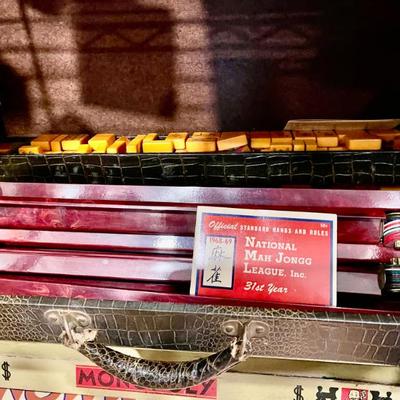 Official STANDARD HANDS AND RULES
1968-69
麻雀
NATIONAL
MAH JONGG
LEAGUE, INC.
31st Year
MONOPOLY
$
$
$